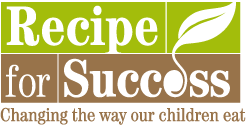 Recipe
for Success
Changing the way our children eat